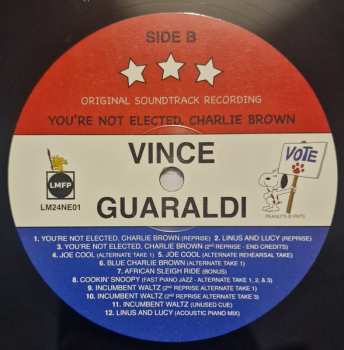 SIDE B
ORIGINAL SOUNDTRACK RECORDING
YOU'RE NOT ELECTED, CHARLIE BROWN
VINCE
GUARALDI
LMFP
LM24NE01
VOTE
1. YOU'RE NOT ELECTED, CHARLIE BROWN (REPRISE) 2. LINUS AND LUCY (REPRISE)
3. YOU'RE NOT ELECTED, CHARLIE BROWN (2ND REPRISE - END CREDITS)
4. JOE COOL (ALTERNATE TAKE 1) 5. JOE COOL (ALTERNATE REHEARSAL TAKE)
6. BLUE CHARLIE BROWN (ALTERNATE TAKE 1)
7. AFRICAN SLEIGH RIDE (BONUS)
8. COOKIN' SNOOPY (FAST PIANO JAZZ - ALTERNATE TAKE 1, 2, & 3)
9. INCUMBENT WALTZ (2ND REPRISE ALTERNATE TAKE 1)
10. INCUMBENT WALTZ (2ND REPRISE ALTERNATE TAKE 3)
11. INCUMBENT WALTZ (UNUSED CUE)
12. LINUS AND LUCY (ACOUSTIC PIANO MIX)